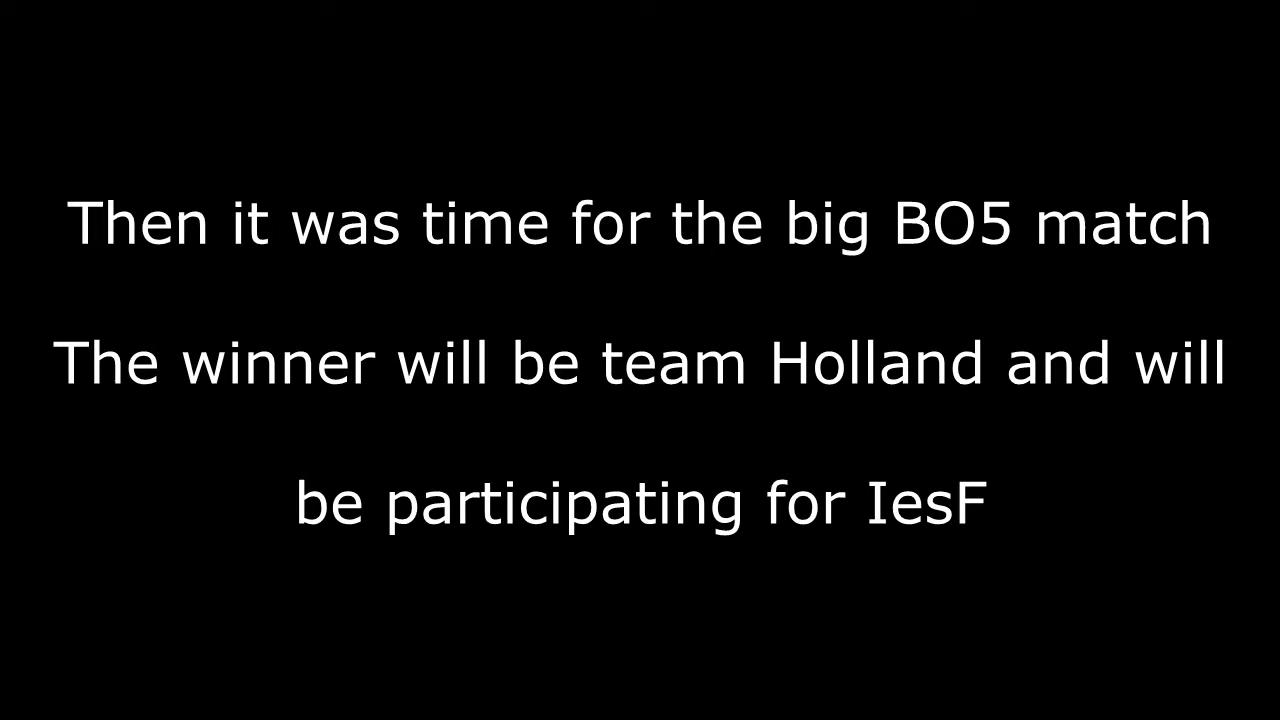 Then it was time for the big BO5 match
The winner will be team Holland and will
be participating for IesF